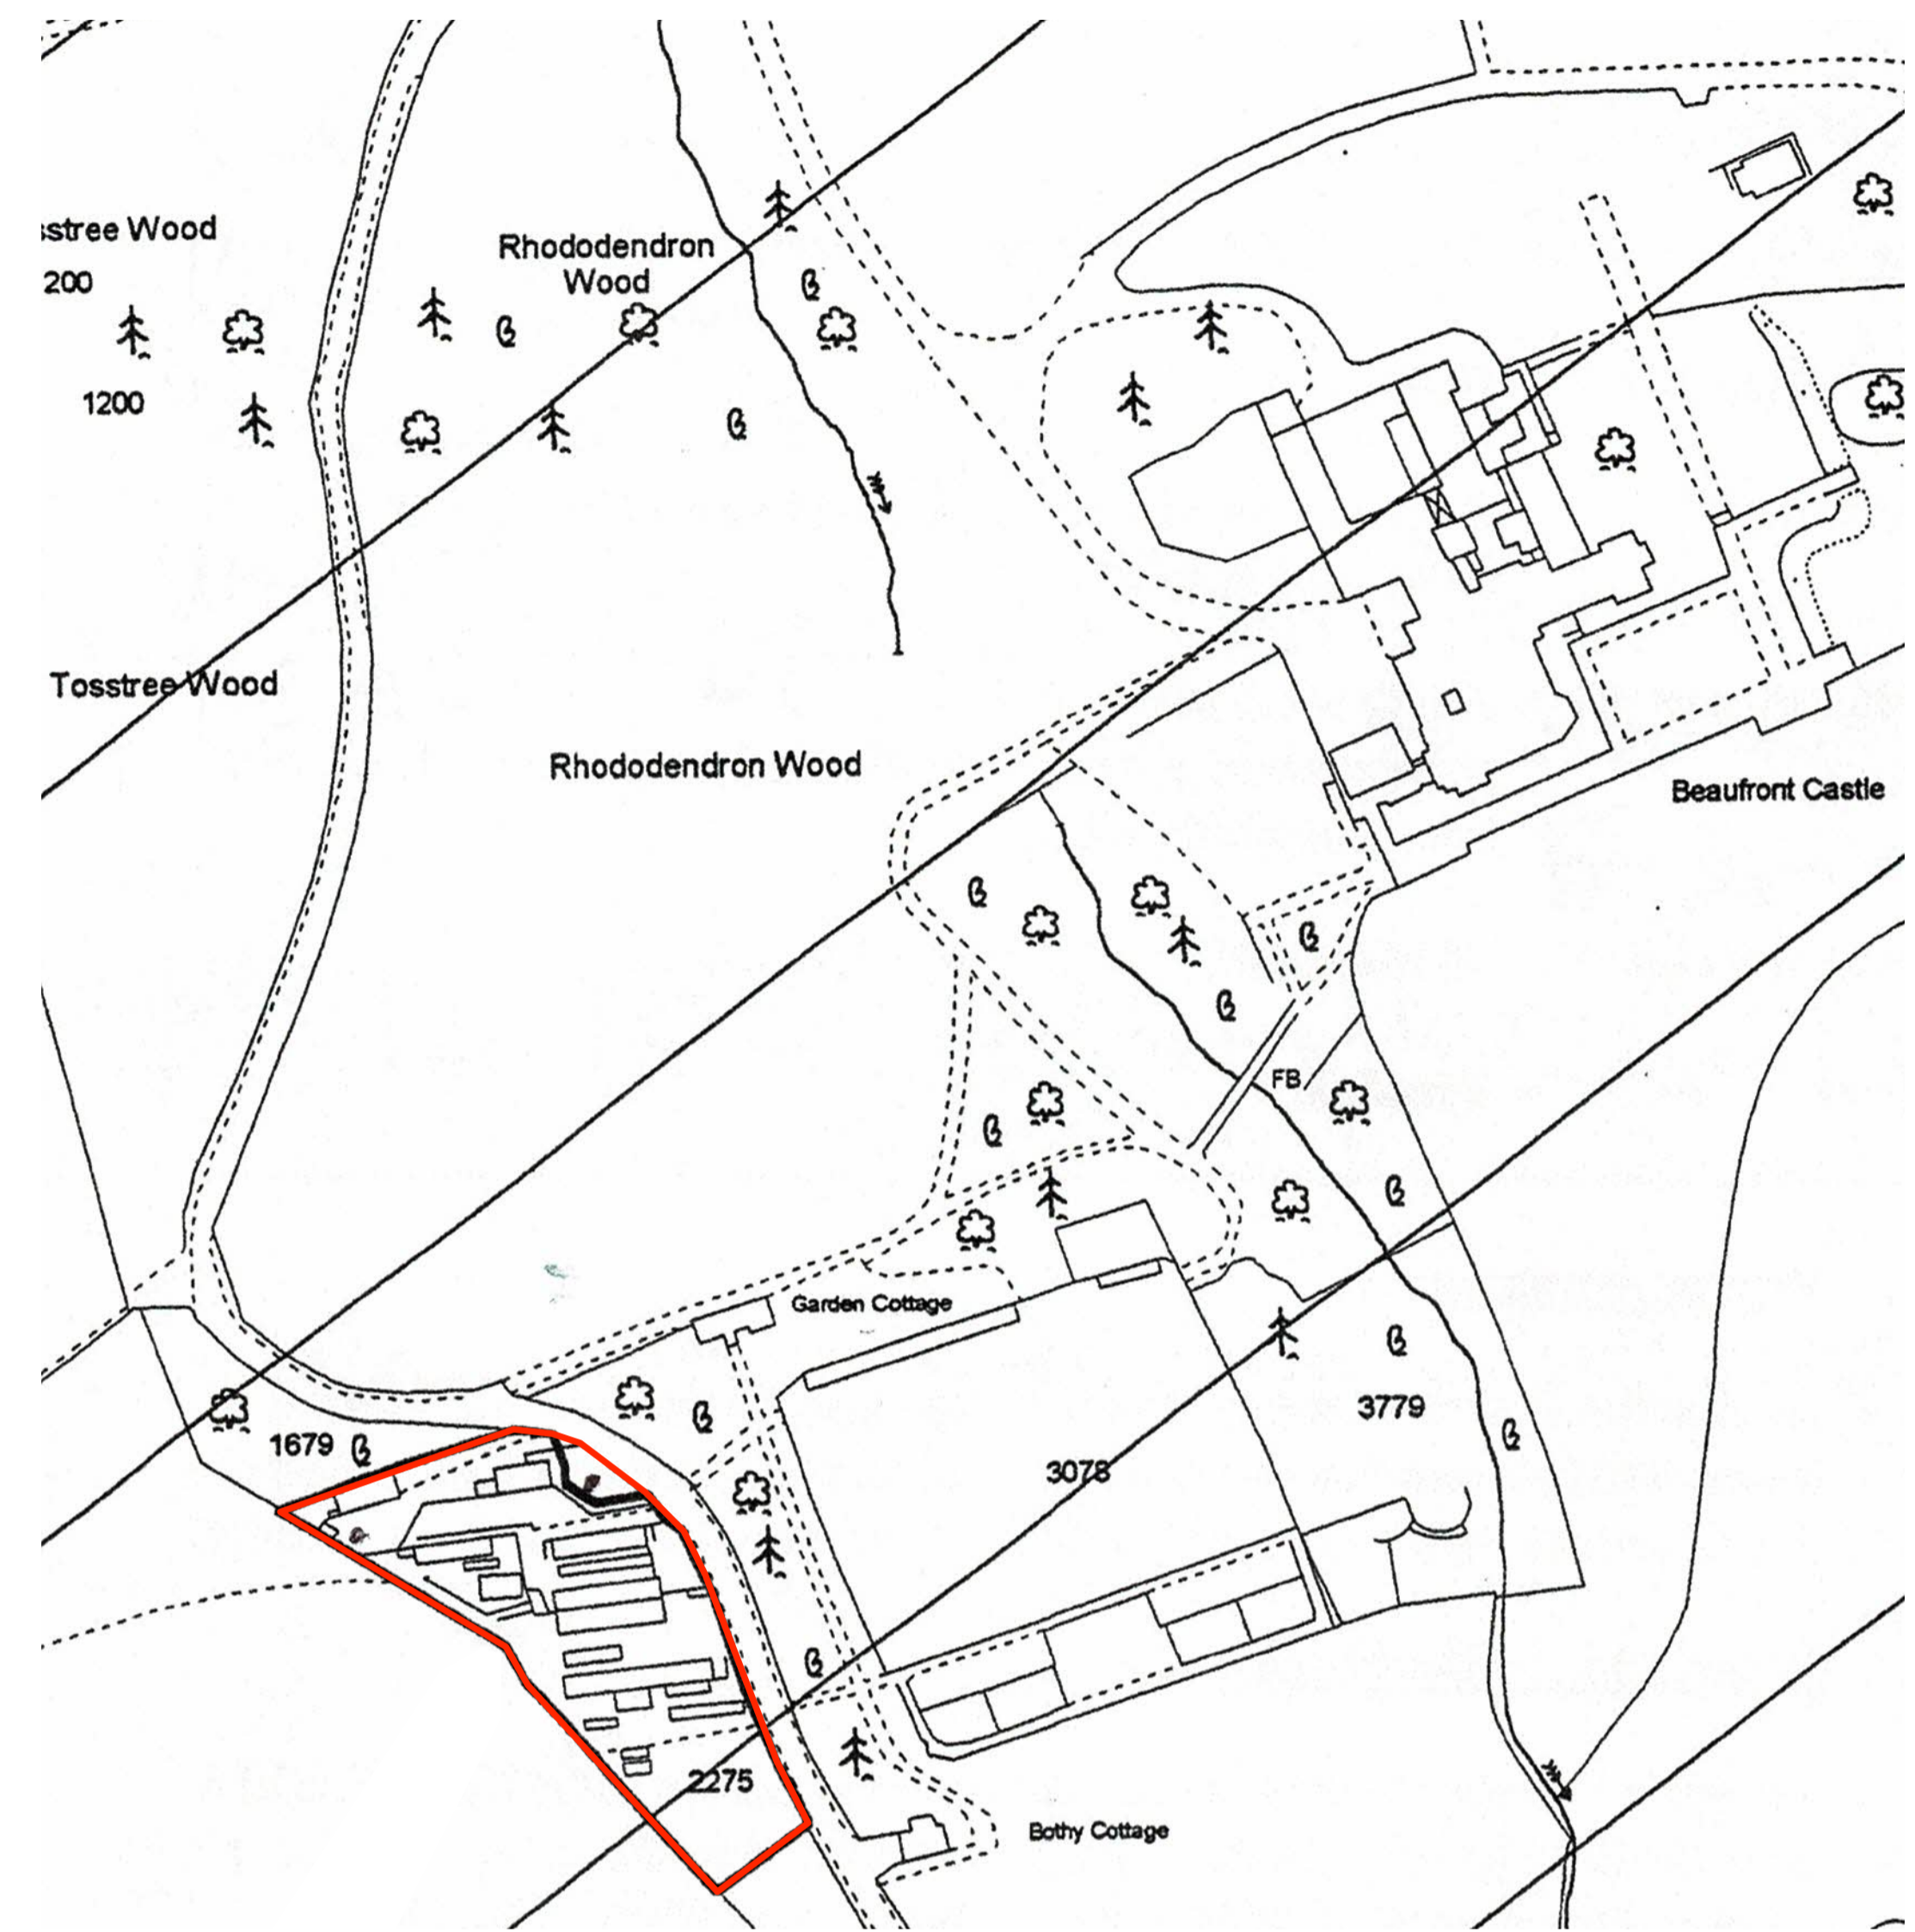 sstree Wood
200
1200
Rhododendron
Wood
Tosstree Wood
Rhododendron Wood
Beaufront Castle
FB
Garden Cottage
1679
3779
3078
2275
Bothy Cottage